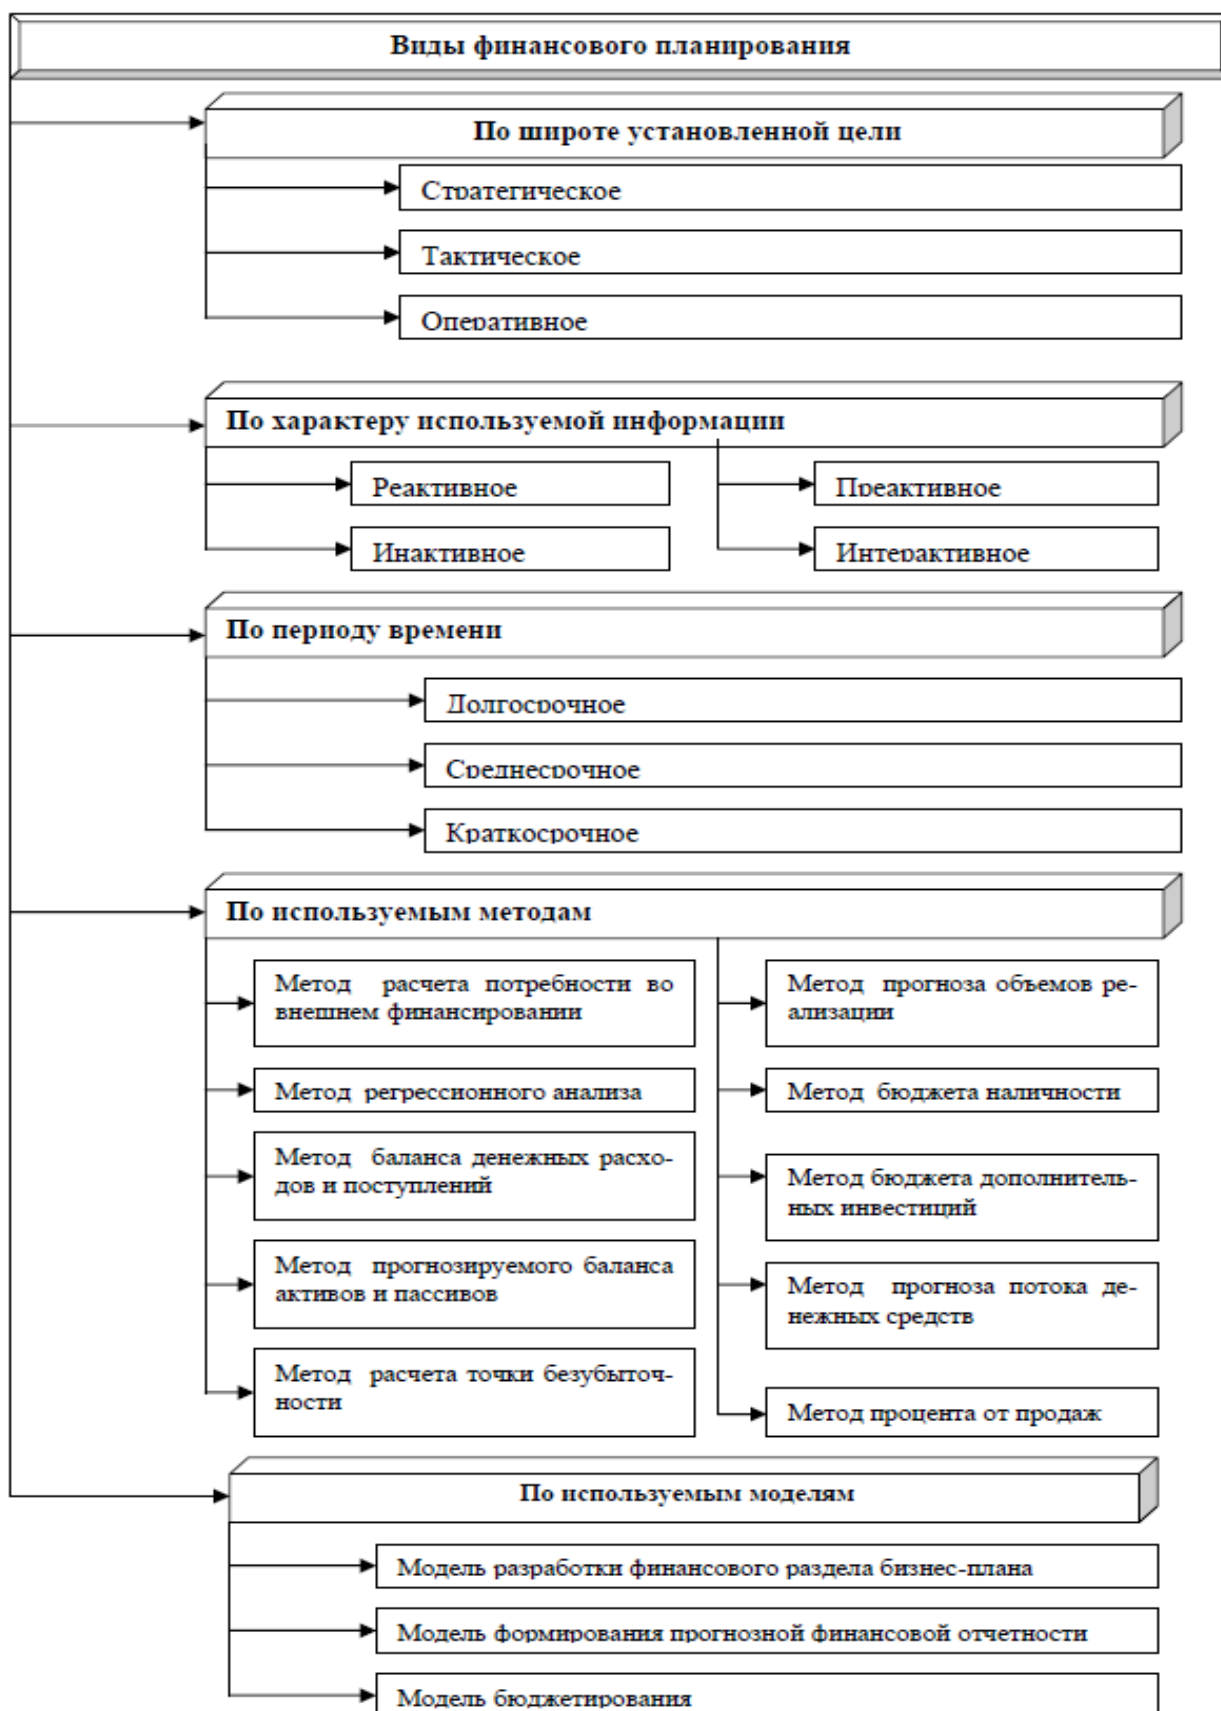 Виды финансового планирования
По широте установленной цели
Стратегическое
Тактическое
Оперативное
По характеру используемой информации
Реактивное
Преактивное
Инактивное
Интерактивное
По периоду времени
Долгосрочное
Среднесрочное
Краткосрочное
По используемым методам
Метод расчета потребности во
внешнем финансировании
Метод прогноза объемов ре-
ализации
Метод регрессионного анализа
Метод бюджета наличности
Метод баланса денежных расхо-
дов и поступлений
Метод бюджета дополнитель-
ных инвестиций
Метод прогнозируемого баланса
активов и пассивов
Метод прогноза потока де-
нежных средств
Метод расчета точки безубыточ-
ности
Метод процента от продаж
По используемым моделям
Модель разработки финансового раздела бизнес-плана
Модель формирования прогнозной финансовой отчетности
Модель бюджетирования